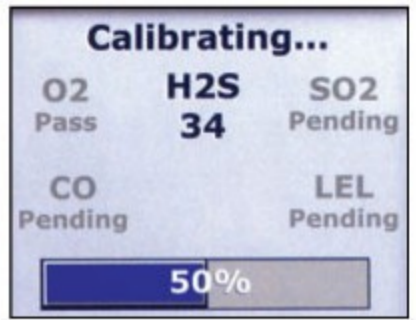 Calibrating...
O2 H2S SO2
Pass 34 Pending
CO LEL
Pending Pending
50%